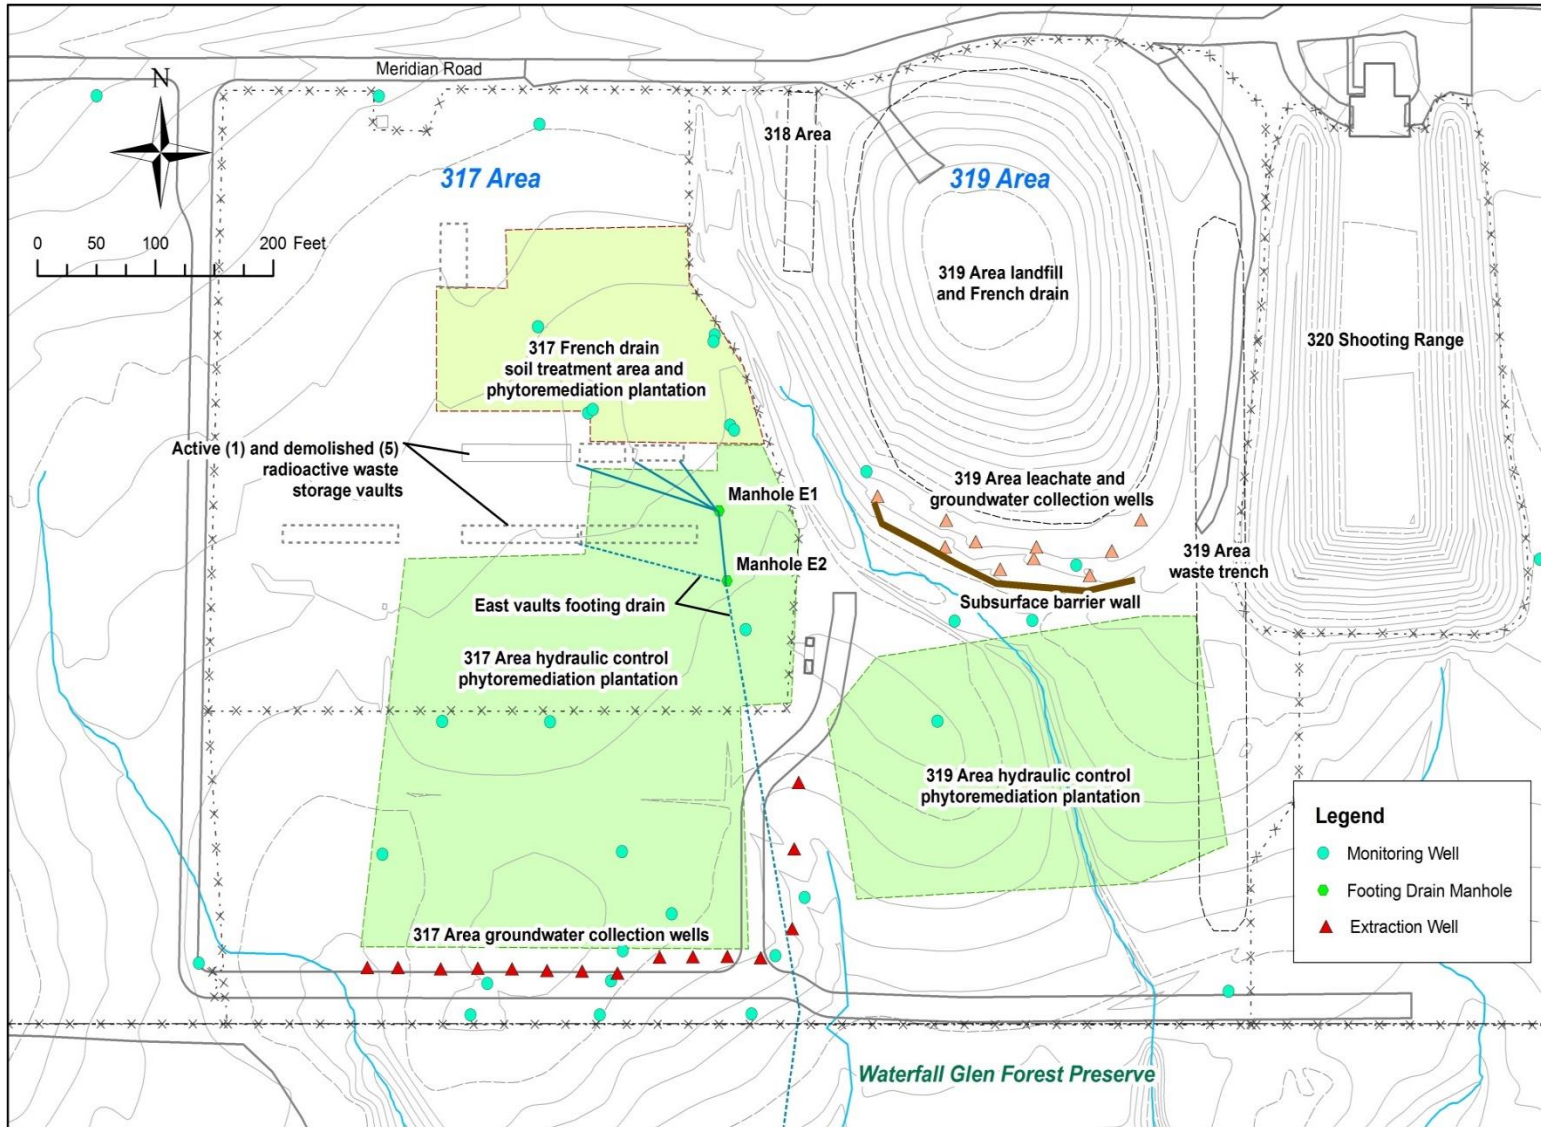 Meridian Road
N
318 Area
317 Area
319 Area
0 50 100 200 Feet
319 Area landfill
and French drain
320 Shooting Range
317 French drain
soil treatment area and
phytoremediation plantation
Active (1) and demolished (5)
radioactive waste
storage vaults
319 Area leachate and
groundwater collection wells
Manhole E1
319 Area
waste trench
Manhole E2
East vaults footing drain
Subsurface barrier wall
317 Area hydraulic control
phytoremediation plantation
319 Area hydraulic control
phytoremediation plantation
Legend
Monitoring Well
Footing Drain Manhole
Extraction Well
317 Area groundwater collection wells
Waterfall Glen Forest Preserve